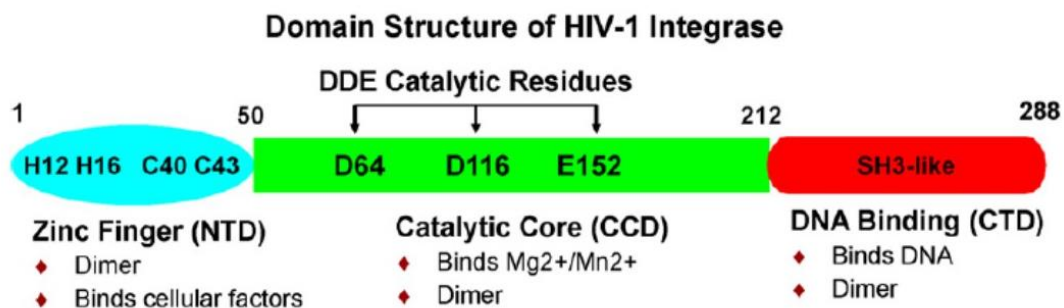 Domain Structure of HIV-1 Integrase
DDE Catalytic Residues
1 50 212 288
H12 H16 C40 C43 D64 D116 E152 SH3-like
Zinc Finger (NTD)
♦ Dimer
♦ Binds cellular factors
Catalytic Core (CCD)
♦ Binds Mg2+/Mn2+
♦ Dimer
DNA Binding (CTD)
♦ Binds DNA
♦ Dimer